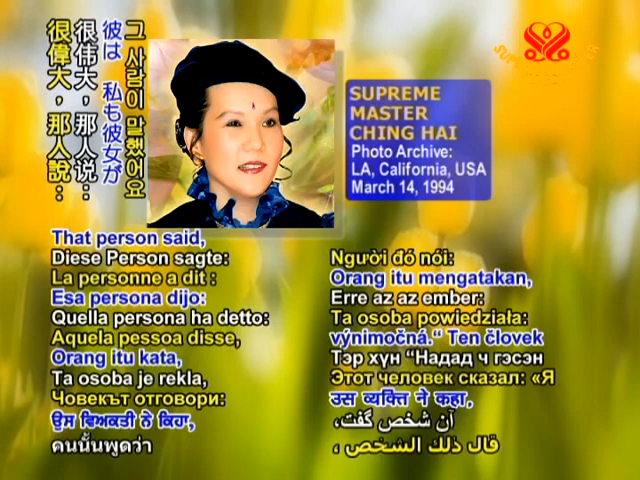 很偉大，那人說：
很伟大，那人说：
彼は 私も彼女が
그 사람이 말했어요
SUPREME
MASTER
CHING HAI
Photo Archive:
LA, California, USA
March 14, 1994
That person said,
Diese Person sagte:
La personne a dit :
Esa persona dijo:
Quella persona ha detto:
Aquela pessoa disse,
Orang itu kata,
Ta osoba je rekla,
Човекът отговори:
ਉਸ ਵਿਅਕਤੀ ਨੇ ਕਿਹਾ,
คนนั้นพูดว่า
Người đó nói:
Orang itu mengatakan,
Erre az az ember:
Ta osoba powiedziała:
výnimočná.“ Ten človek
Тэр хүн “Надад ч гэсэн
Этот человек сказал: «Я
उस व्यक्ति ने कहा,
آن شخص گفت،
قال ذلك الشخص ،